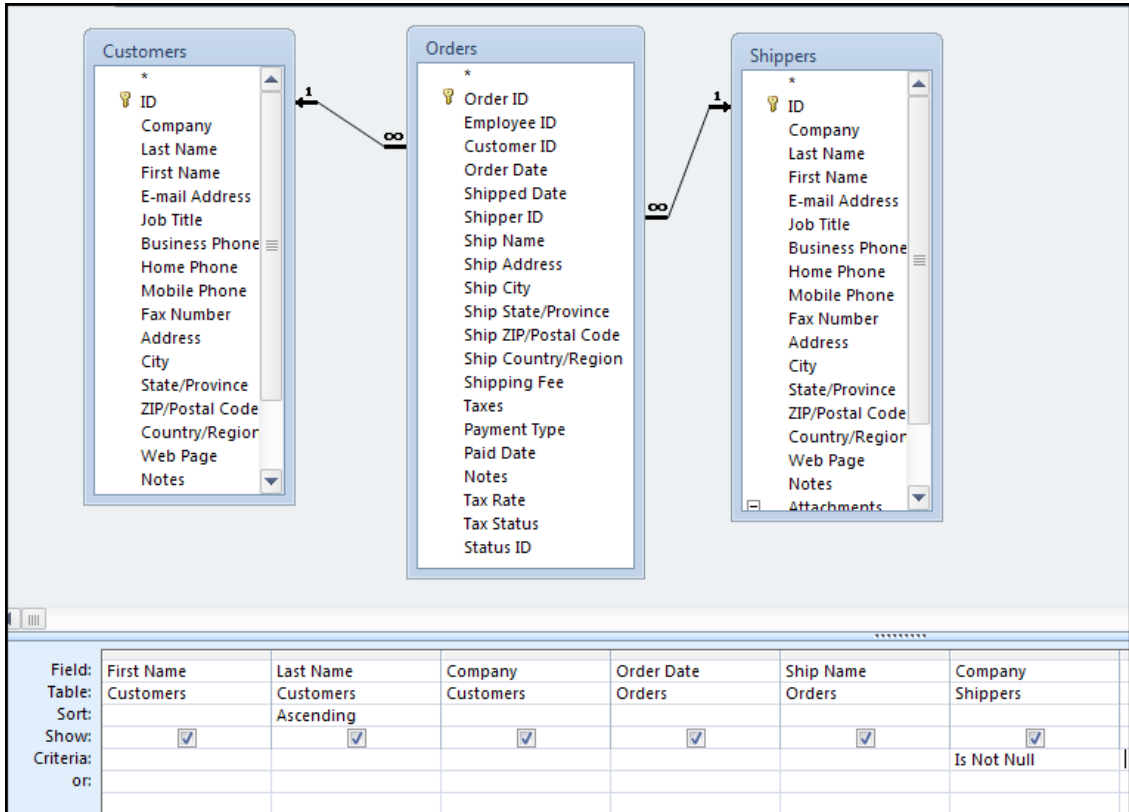 Customers
*
ID
Company
Last Name
First Name
E-mail Address
Job Title
Business Phone
Home Phone
Mobile Phone
Fax Number
Address
City
State/Province
ZIP/Postal Code
Country/Region
Web Page
Notes
1
∞
Orders
*
Order ID
Employee ID
Customer ID
Order Date
Shipped Date
Shipper ID
Ship Name
Ship Address
Ship City
Ship State/Province
Ship ZIP/Postal Code
Ship Country/Region
Shipping Fee
Taxes
Payment Type
Paid Date
Notes
Tax Rate
Tax Status
Status ID
1
∞
Shippers
*
ID
Company
Last Name
First Name
E-mail Address
Job Title
Business Phone
Home Phone
Mobile Phone
Fax Number
Address
City
State/Province
ZIP/Postal Code
Country/Region
Web Page
Notes
Attachments
Field: First Name Last Name Company Order Date Ship Name Company
Table: Customers Customers Customers Orders Orders Shippers
Sort: Ascending
Show:
Criteria: Is Not Null
or: